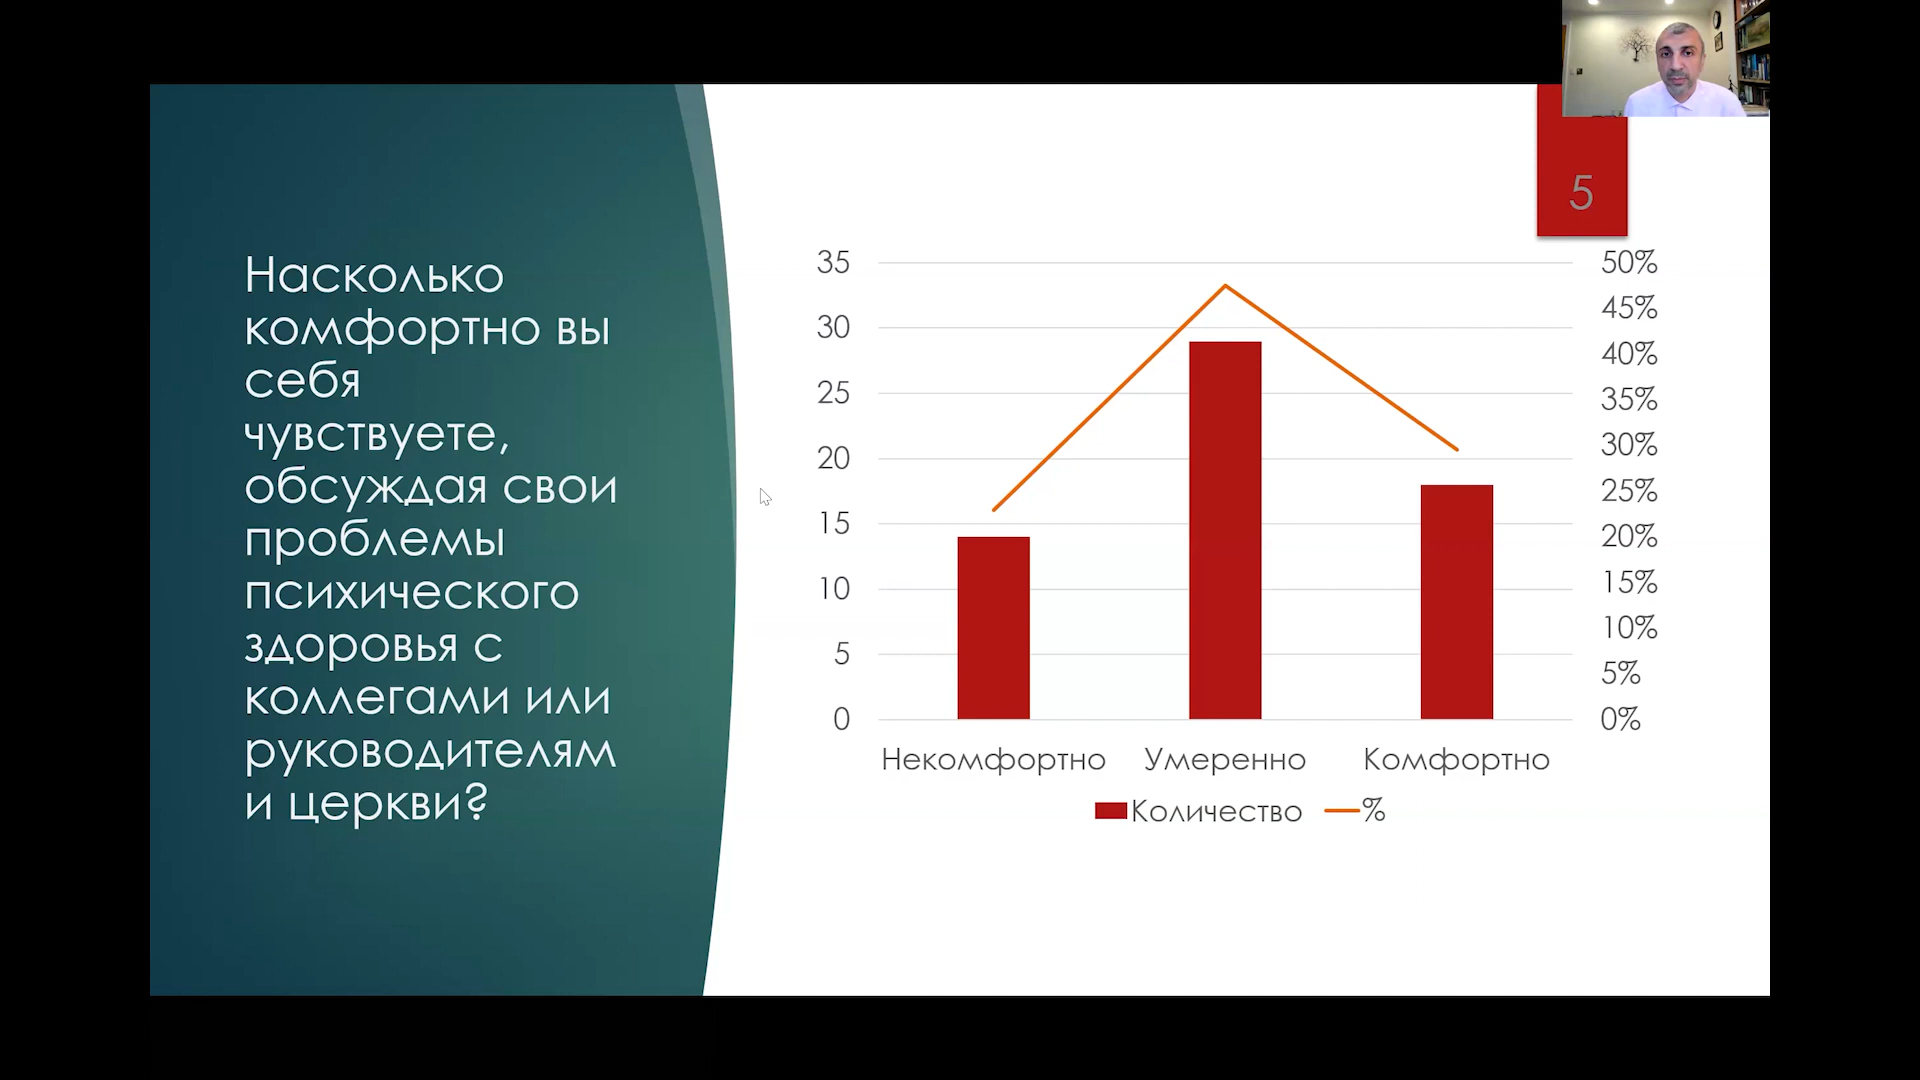 Насколько
комфортно вы
себя
чувствуете,
обсуждая свои
проблемы
психического
здоровья с
коллегами или
руководителям
и церкви?
5
35
30
25
20
15
10
5
0
50%
45%
40%
35%
30%
25%
20%
15%
10%
5%
0%
Некомфортно Умеренно Комфортно
Количество %